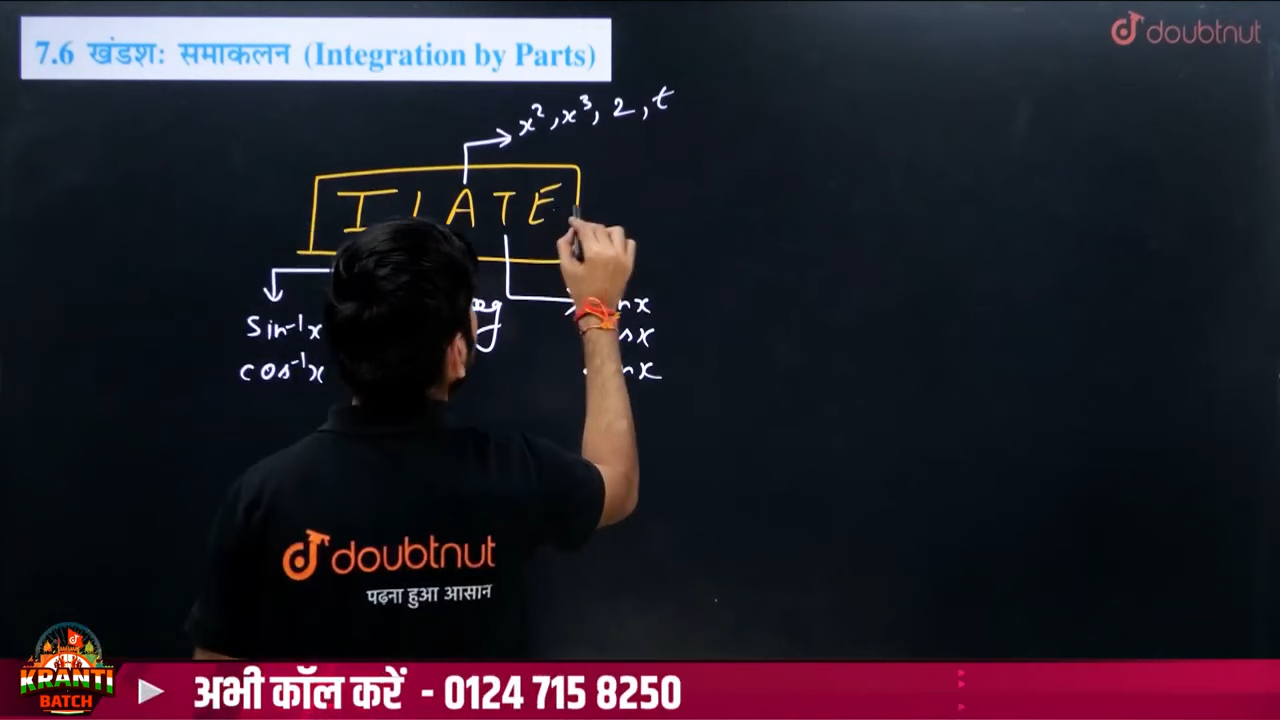 7.6 खंडशः समाकलन (Integration by Parts)
doubtnut
x², x³, 2, t
I L A T E
Sin⁻¹x
cos⁻¹x
doubtnut
पढ़ना हुआ आसान
KRANTI
BATCH
अभी कॉल करें - 0124 715 8250